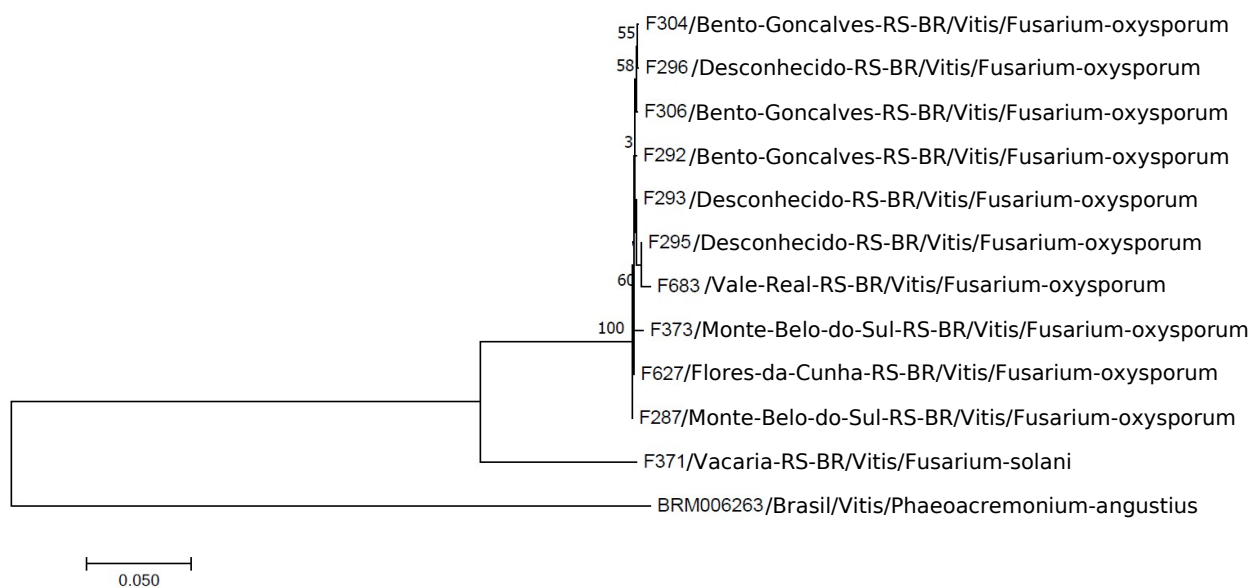 55
F304/Bento-Goncalves-RS-BR/Vitis/Fusarium-oxysporum
58
F296/Desconhecido-RS-BR/Vitis/Fusarium-oxysporum
F306/Bento-Goncalves-RS-BR/Vitis/Fusarium-oxysporum
3
F292/Bento-Goncalves-RS-BR/Vitis/Fusarium-oxysporum
F293/Desconhecido-RS-BR/Vitis/Fusarium-oxysporum
F295/Desconhecido-RS-BR/Vitis/Fusarium-oxysporum
60
F683 /Vale-Real-RS-BR/Vitis/Fusarium-oxysporum
100
F373/Monte-Belo-do-Sul-RS-BR/Vitis/Fusarium-oxysporum
F627/Flores-da-Cunha-RS-BR/Vitis/Fusarium-oxysporum
F287/Monte-Belo-do-Sul-RS-BR/Vitis/Fusarium-oxysporum
F371/Vacaria-RS-BR/Vitis/Fusarium-solani
BRM006263/Brasil/Vitis/Phaeoacremonium-angustius
0.050